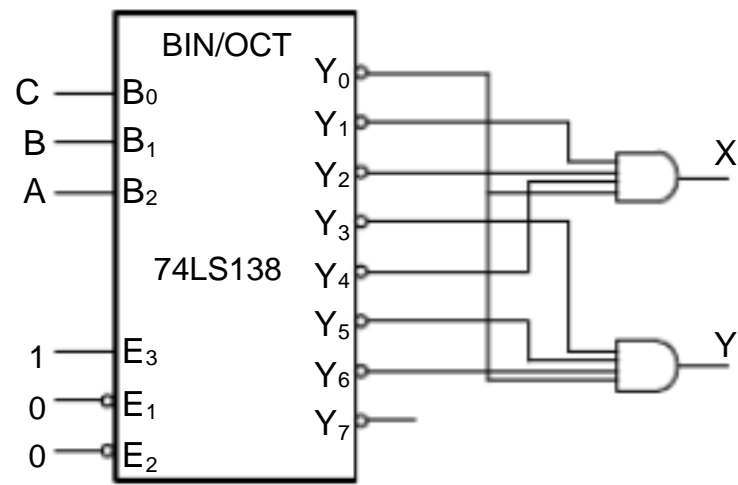 BIN/OCT
C B₀ Y₀
Y₁
B B₁
X
A B₂ Y₂
Y₃
74LS138 Y₄
Y₅
Y
1 E₃
Y₆
0 E₁
Y₇
0 E₂